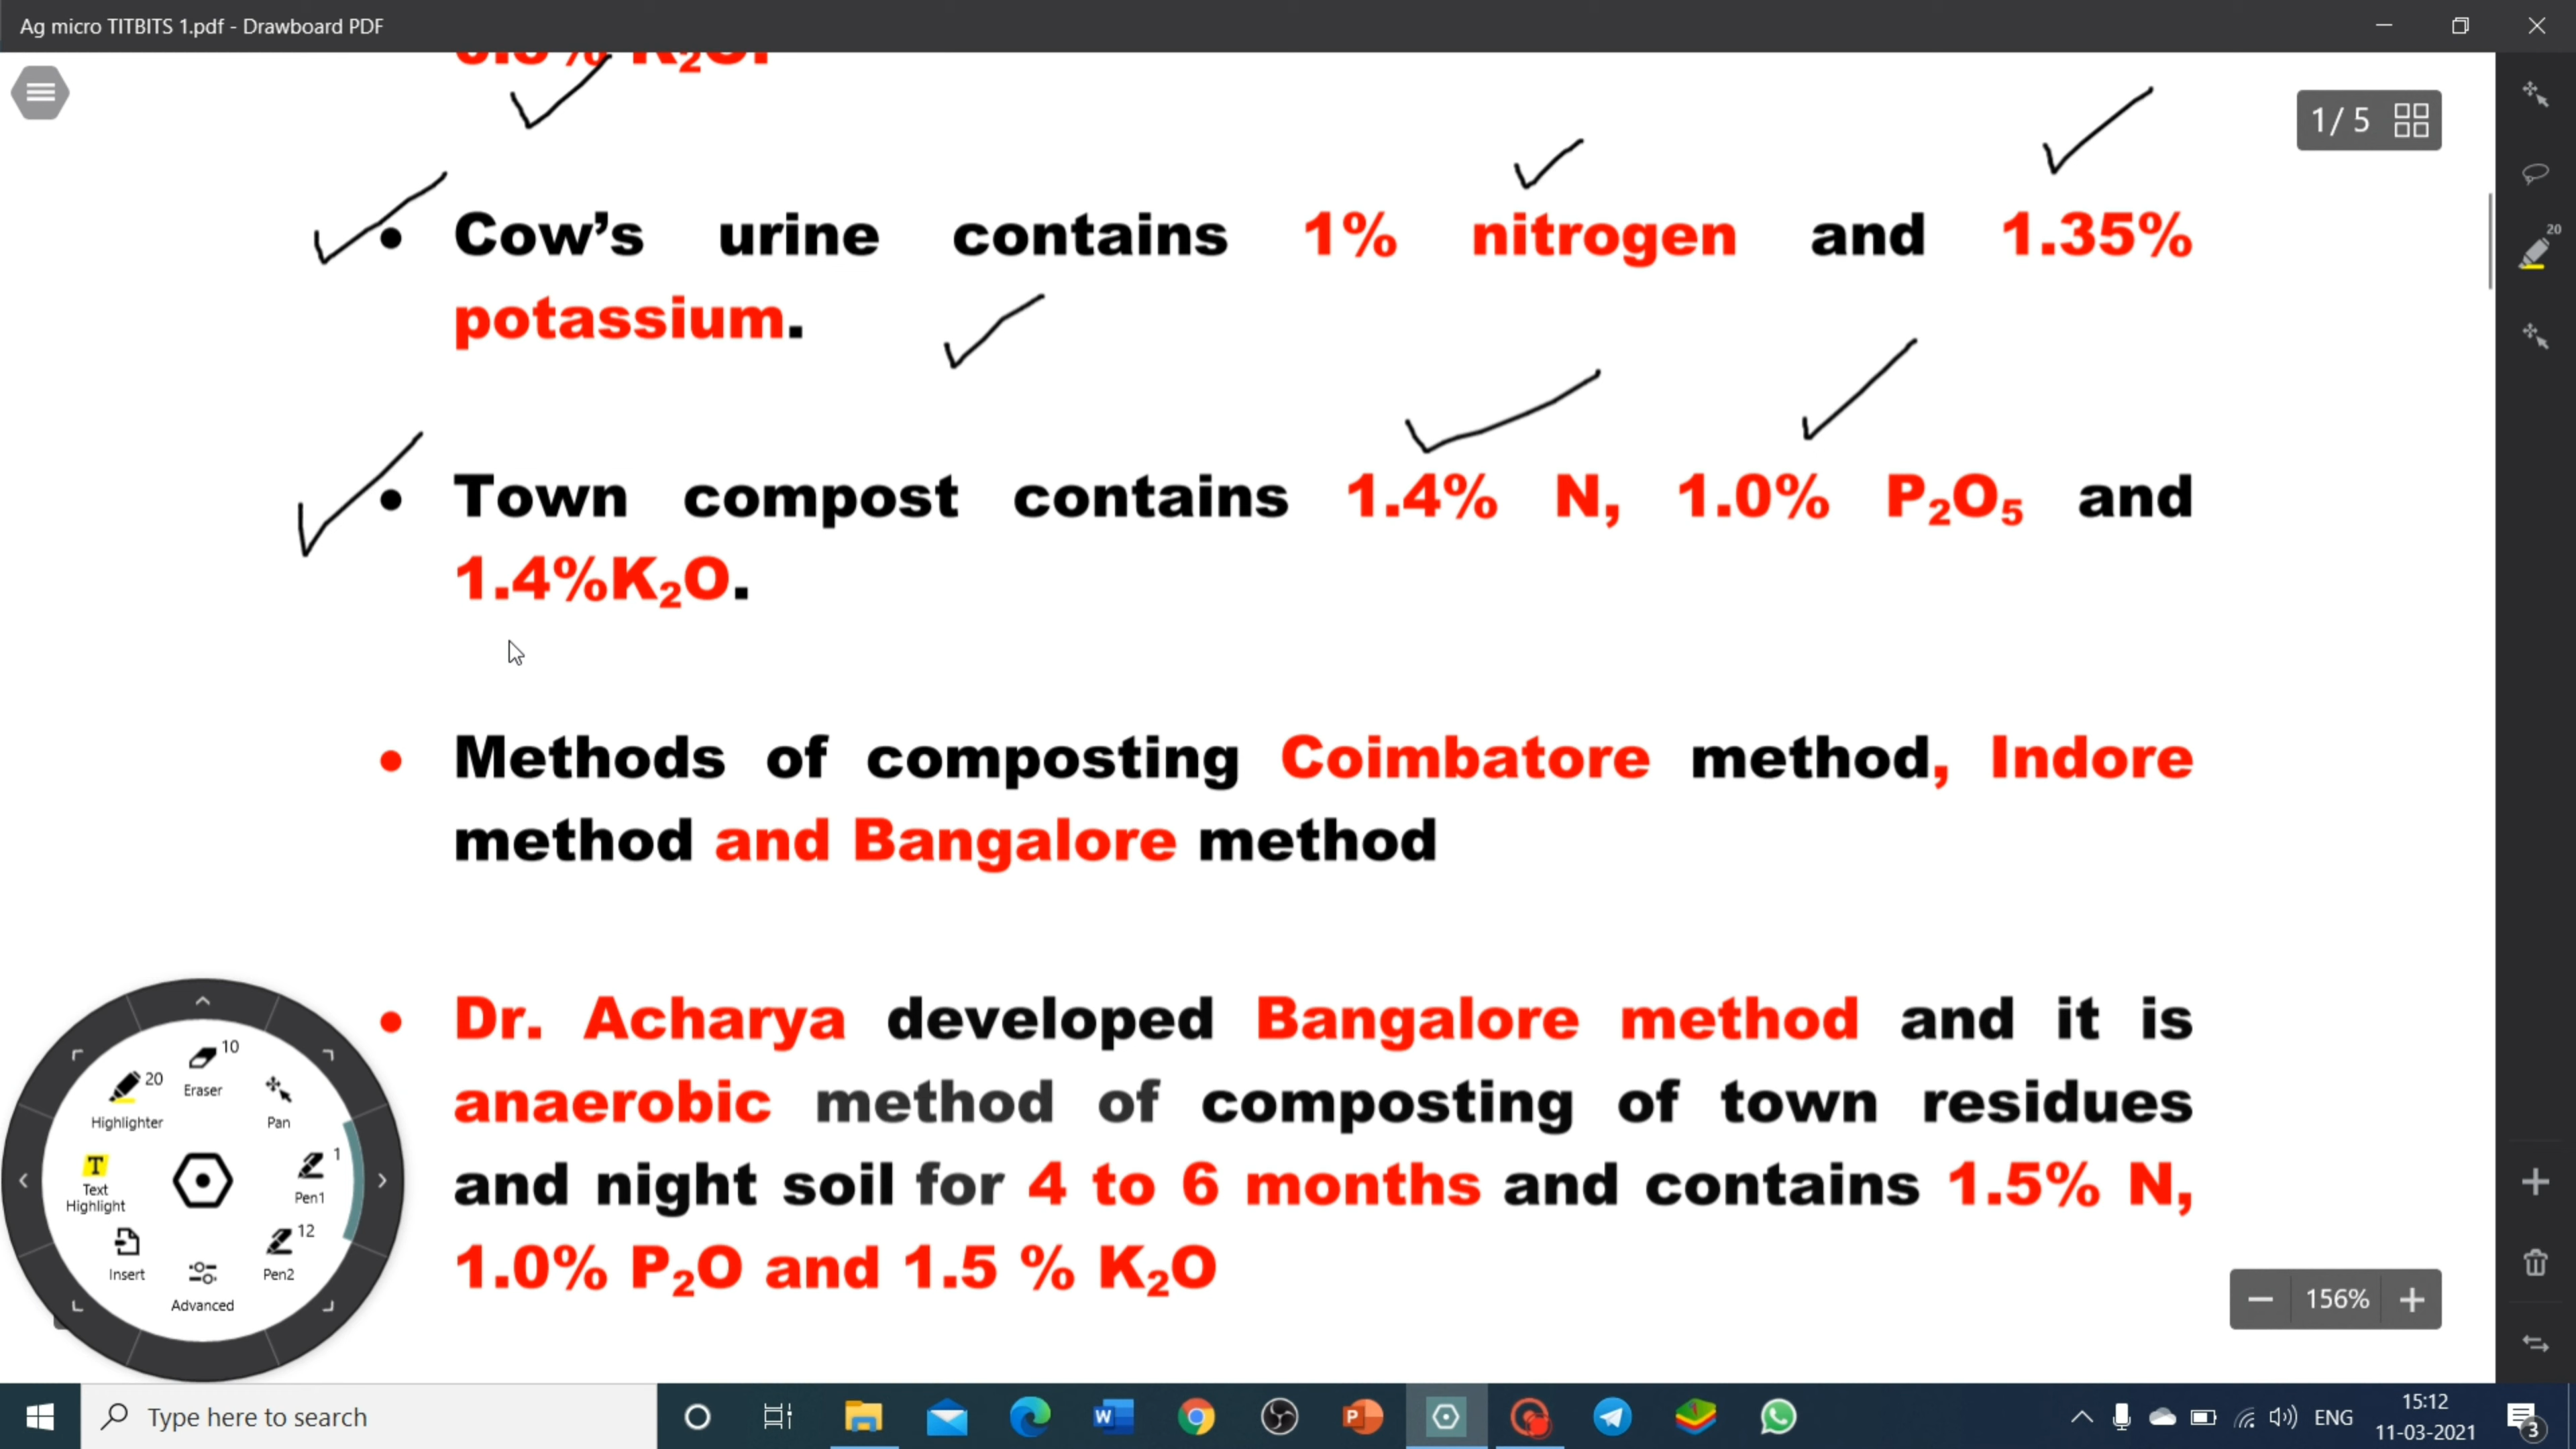 Ag micro TITBITS 1.pdf - Drawboard PDF
1 / 5
20
• Cow's urine contains 1% nitrogen and 1.35%
potassium.
• Town compost contains 1.4% N, 1.0% P₂O₅ and
1.4%K₂O.
• Methods of composting Coimbatore method, Indore
method and Bangalore method
• Dr. Acharya developed Bangalore method and it is
anaerobic method of composting of town residues
and night soil for 4 to 6 months and contains 1.5% N,
1.0% P₂O and 1.5 % K₂O
10
Eraser
20
Highlighter
Pan
T
Text
Highlight
1
Pen1
Insert
12
Pen2
Advanced
156%
Type here to search
ENG
15:12
11-03-2021
3